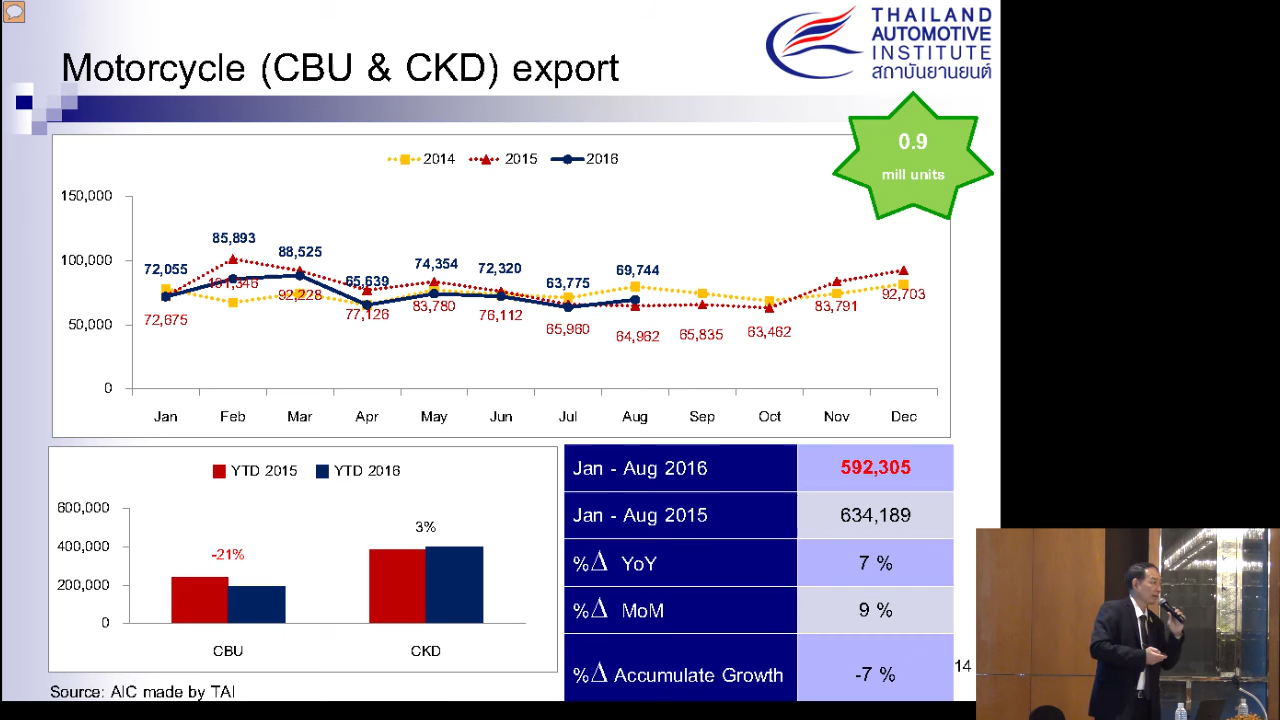 THAILAND
AUTOMOTIVE
INSTITUTE
สถาบันยานยนต์
Motorcycle (CBU & CKD) export
0.9
mill units
2014 2015 2016
150,000
100,000
50,000
0
72,055 85,893 88,525 65,639 74,354 72,320 63,775 69,744
72,675 101,346 92,228 77,126 83,780 76,112 65,960 64,962 65,835 63,462 83,791 92,703
Jan Feb Mar Apr May Jun Jul Aug Sep Oct Nov Dec
YTD 2015 YTD 2016
600,000
400,000
200,000
0
-21% 3%
CBU CKD
Jan - Aug 2016 592,305
Jan - Aug 2015 634,189
%Δ YoY 7 %
%Δ MoM 9 %
%Δ Accumulate Growth -7 %
14
Source: AIC made by TAI